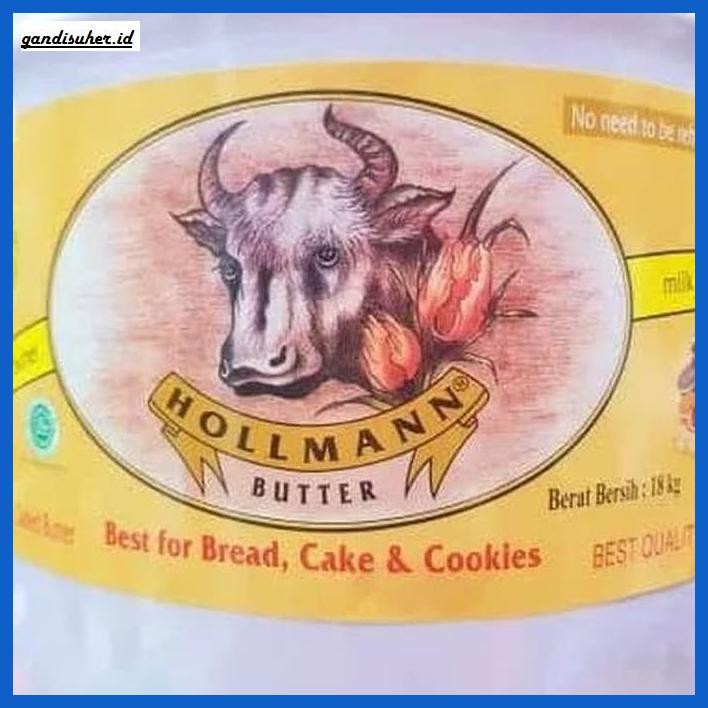 gandisuher.id
No need to be
milk
HOLLMANN®
BUTTER
Berat Bersih : 18 kg
Best for Bread, Cake & Cookies
BEST QUALIT